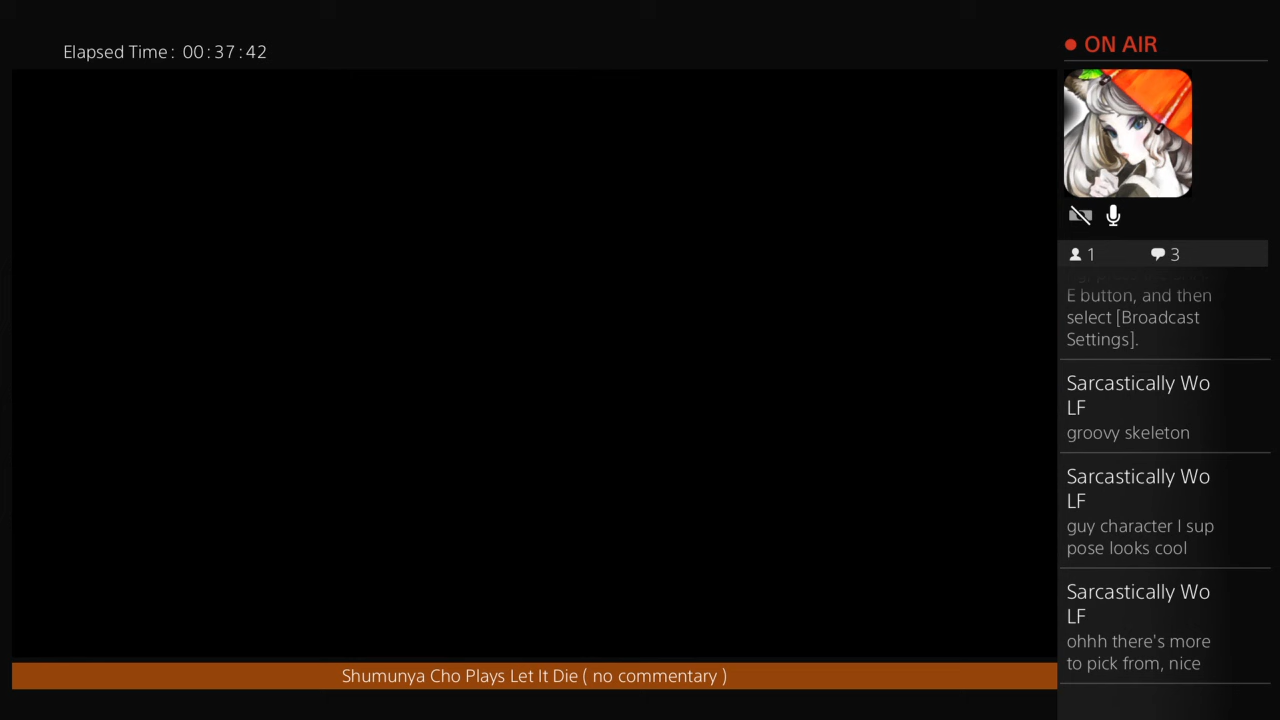 Elapsed Time: 00:37:42
ON AIR
1 3
E button, and then
select [Broadcast
Settings].
Sarcastically Wo
LF
groovy skeleton
Sarcastically Wo
LF
guy character I sup
pose looks cool
Sarcastically Wo
LF
ohhh there's more
to pick from, nice
Shumunya Cho Plays Let It Die ( no commentary )